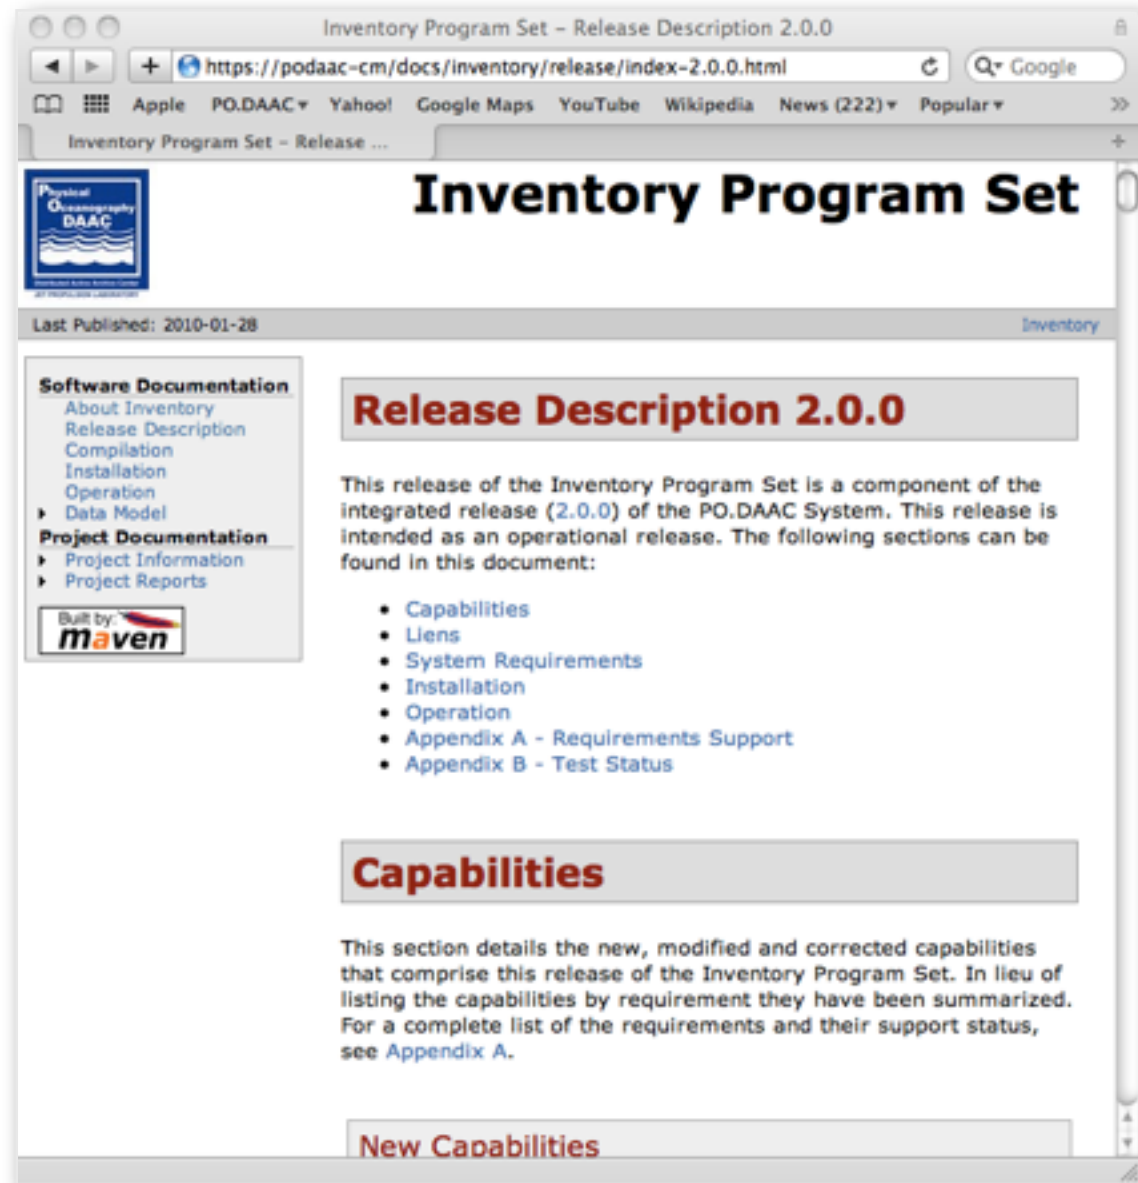 Inventory Program Set – Release Description 2.0.0
https://podaac-cm/docs/inventory/release/index-2.0.0.html
Google
Apple PO.DAAC Yahoo! Google Maps YouTube Wikipedia News (222) Popular
Inventory Program Set – Release ...
Physical
Oceanography
DAAC
Distributed Active Archive Center
JET PROPULSION LABORATORY
Inventory Program Set
Last Published: 2010-01-28
Inventory
Software Documentation
About Inventory
Release Description
Compilation
Installation
Operation
Data Model
Project Documentation
Project Information
Project Reports
Built by:
maven
Release Description 2.0.0
This release of the Inventory Program Set is a component of the
integrated release (2.0.0) of the PO.DAAC System. This release is
intended as an operational release. The following sections can be
found in this document:
• Capabilities
• Liens
• System Requirements
• Installation
• Operation
• Appendix A - Requirements Support
• Appendix B - Test Status
Capabilities
This section details the new, modified and corrected capabilities
that comprise this release of the Inventory Program Set. In lieu of
listing the capabilities by requirement they have been summarized.
For a complete list of the requirements and their support status,
see Appendix A.
New Capabilities